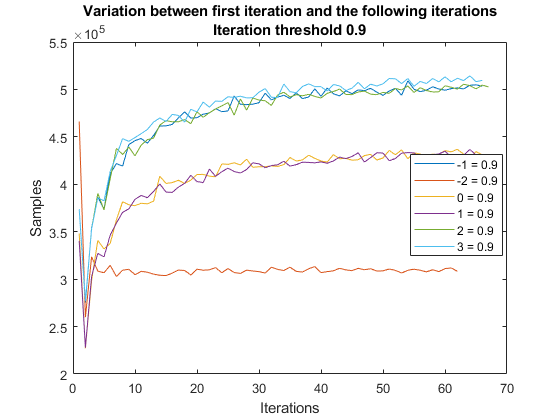 Variation between first iteration and the following iterations
Iteration threshold 0.9
×10⁵
5.5
5
4.5
4
3.5
3
2.5
2
Samples
0 10 20 30 40 50 60 70
Iterations
-1 = 0.9
-2 = 0.9
0 = 0.9
1 = 0.9
2 = 0.9
3 = 0.9